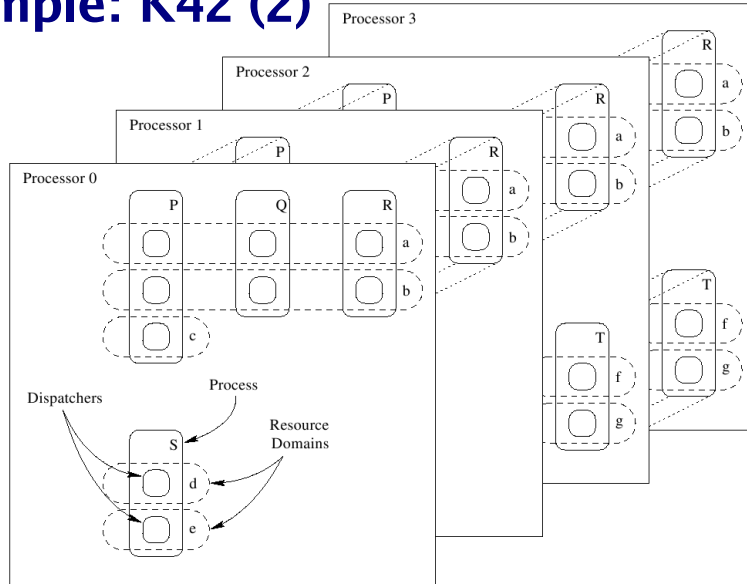 mple: K42 (2)
Processor 3
R
a
b
T
f
g
Processor 2
P
R
a
b
T
f
g
Processor 1
P
R
a
b
Processor 0
P
Q
R
a
b
c
Dispatchers
Process
Resource
Domains
S
d
e